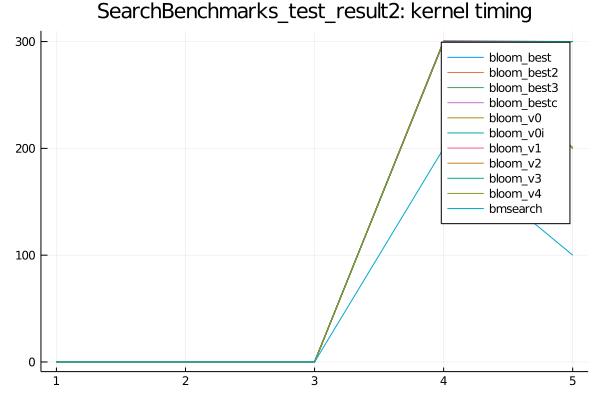 SearchBenchmarks_test_result2: kernel timing
300
200
100
0
1
2
3
4
5
bloom_best
bloom_best2
bloom_best3
bloom_bestc
bloom_v0
bloom_v0i
bloom_v1
bloom_v2
bloom_v3
bloom_v4
bmsearch